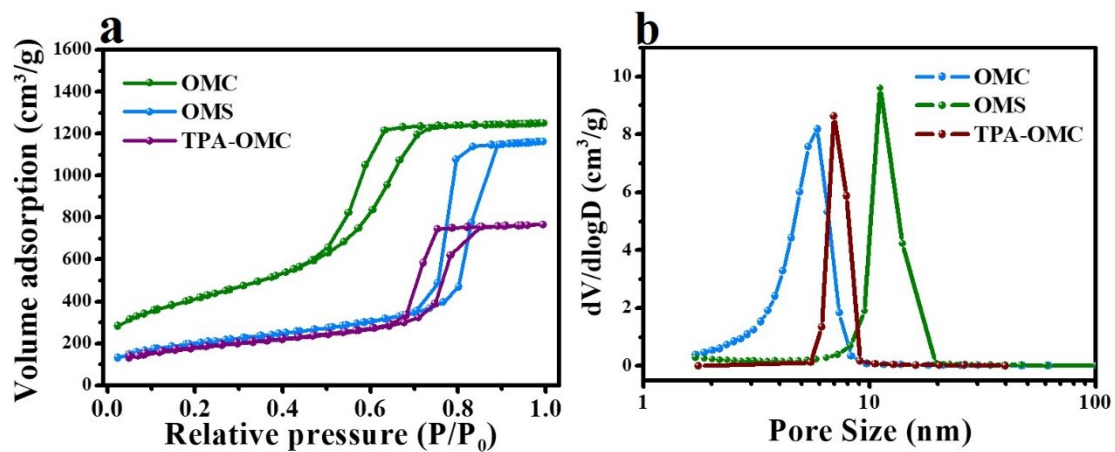 a
1600
1400
1200
1000
800
600
400
200
0
Volume adsorption (cm³/g)
OMC
OMS
TPA-OMC
0.0 0.2 0.4 0.6 0.8 1.0
Relative pressure (P/P₀)
b
10
8
6
4
2
0
dV/dlogD (cm³/g)
OMC
OMS
TPA-OMC
1 10 100
Pore Size (nm)